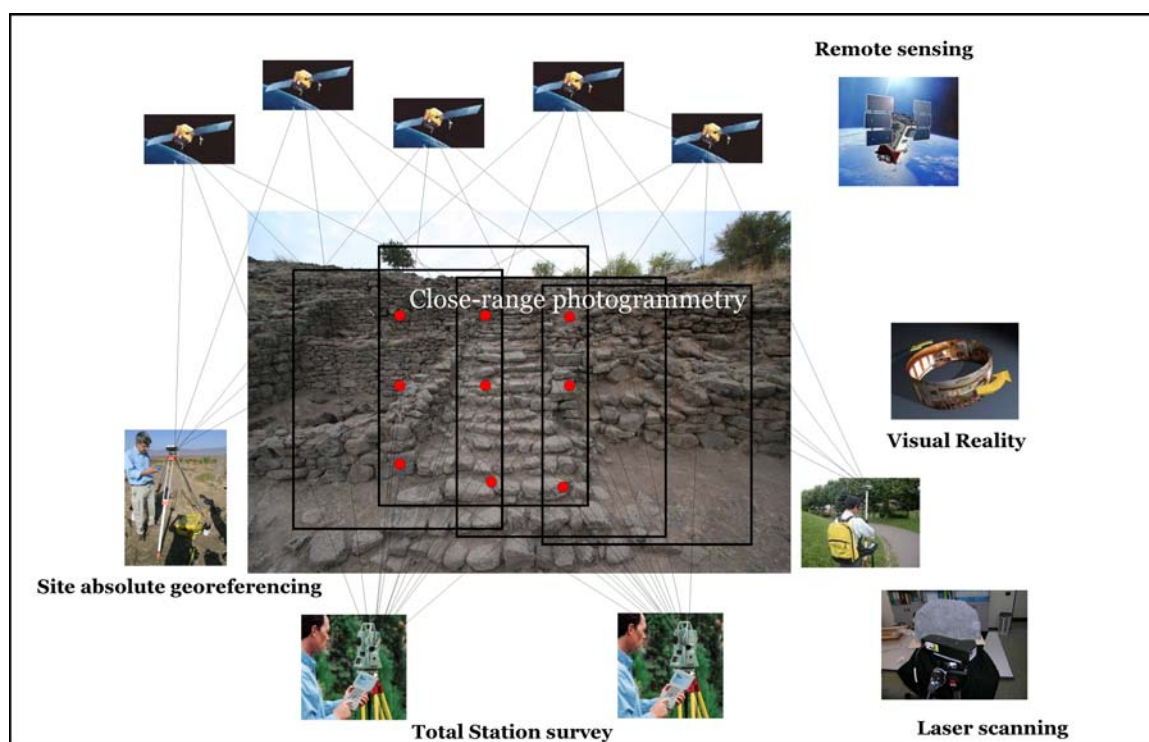 Remote sensing
Close-range photogrammetry
Visual Reality
Site absolute georeferencing
Total Station survey
Laser scanning